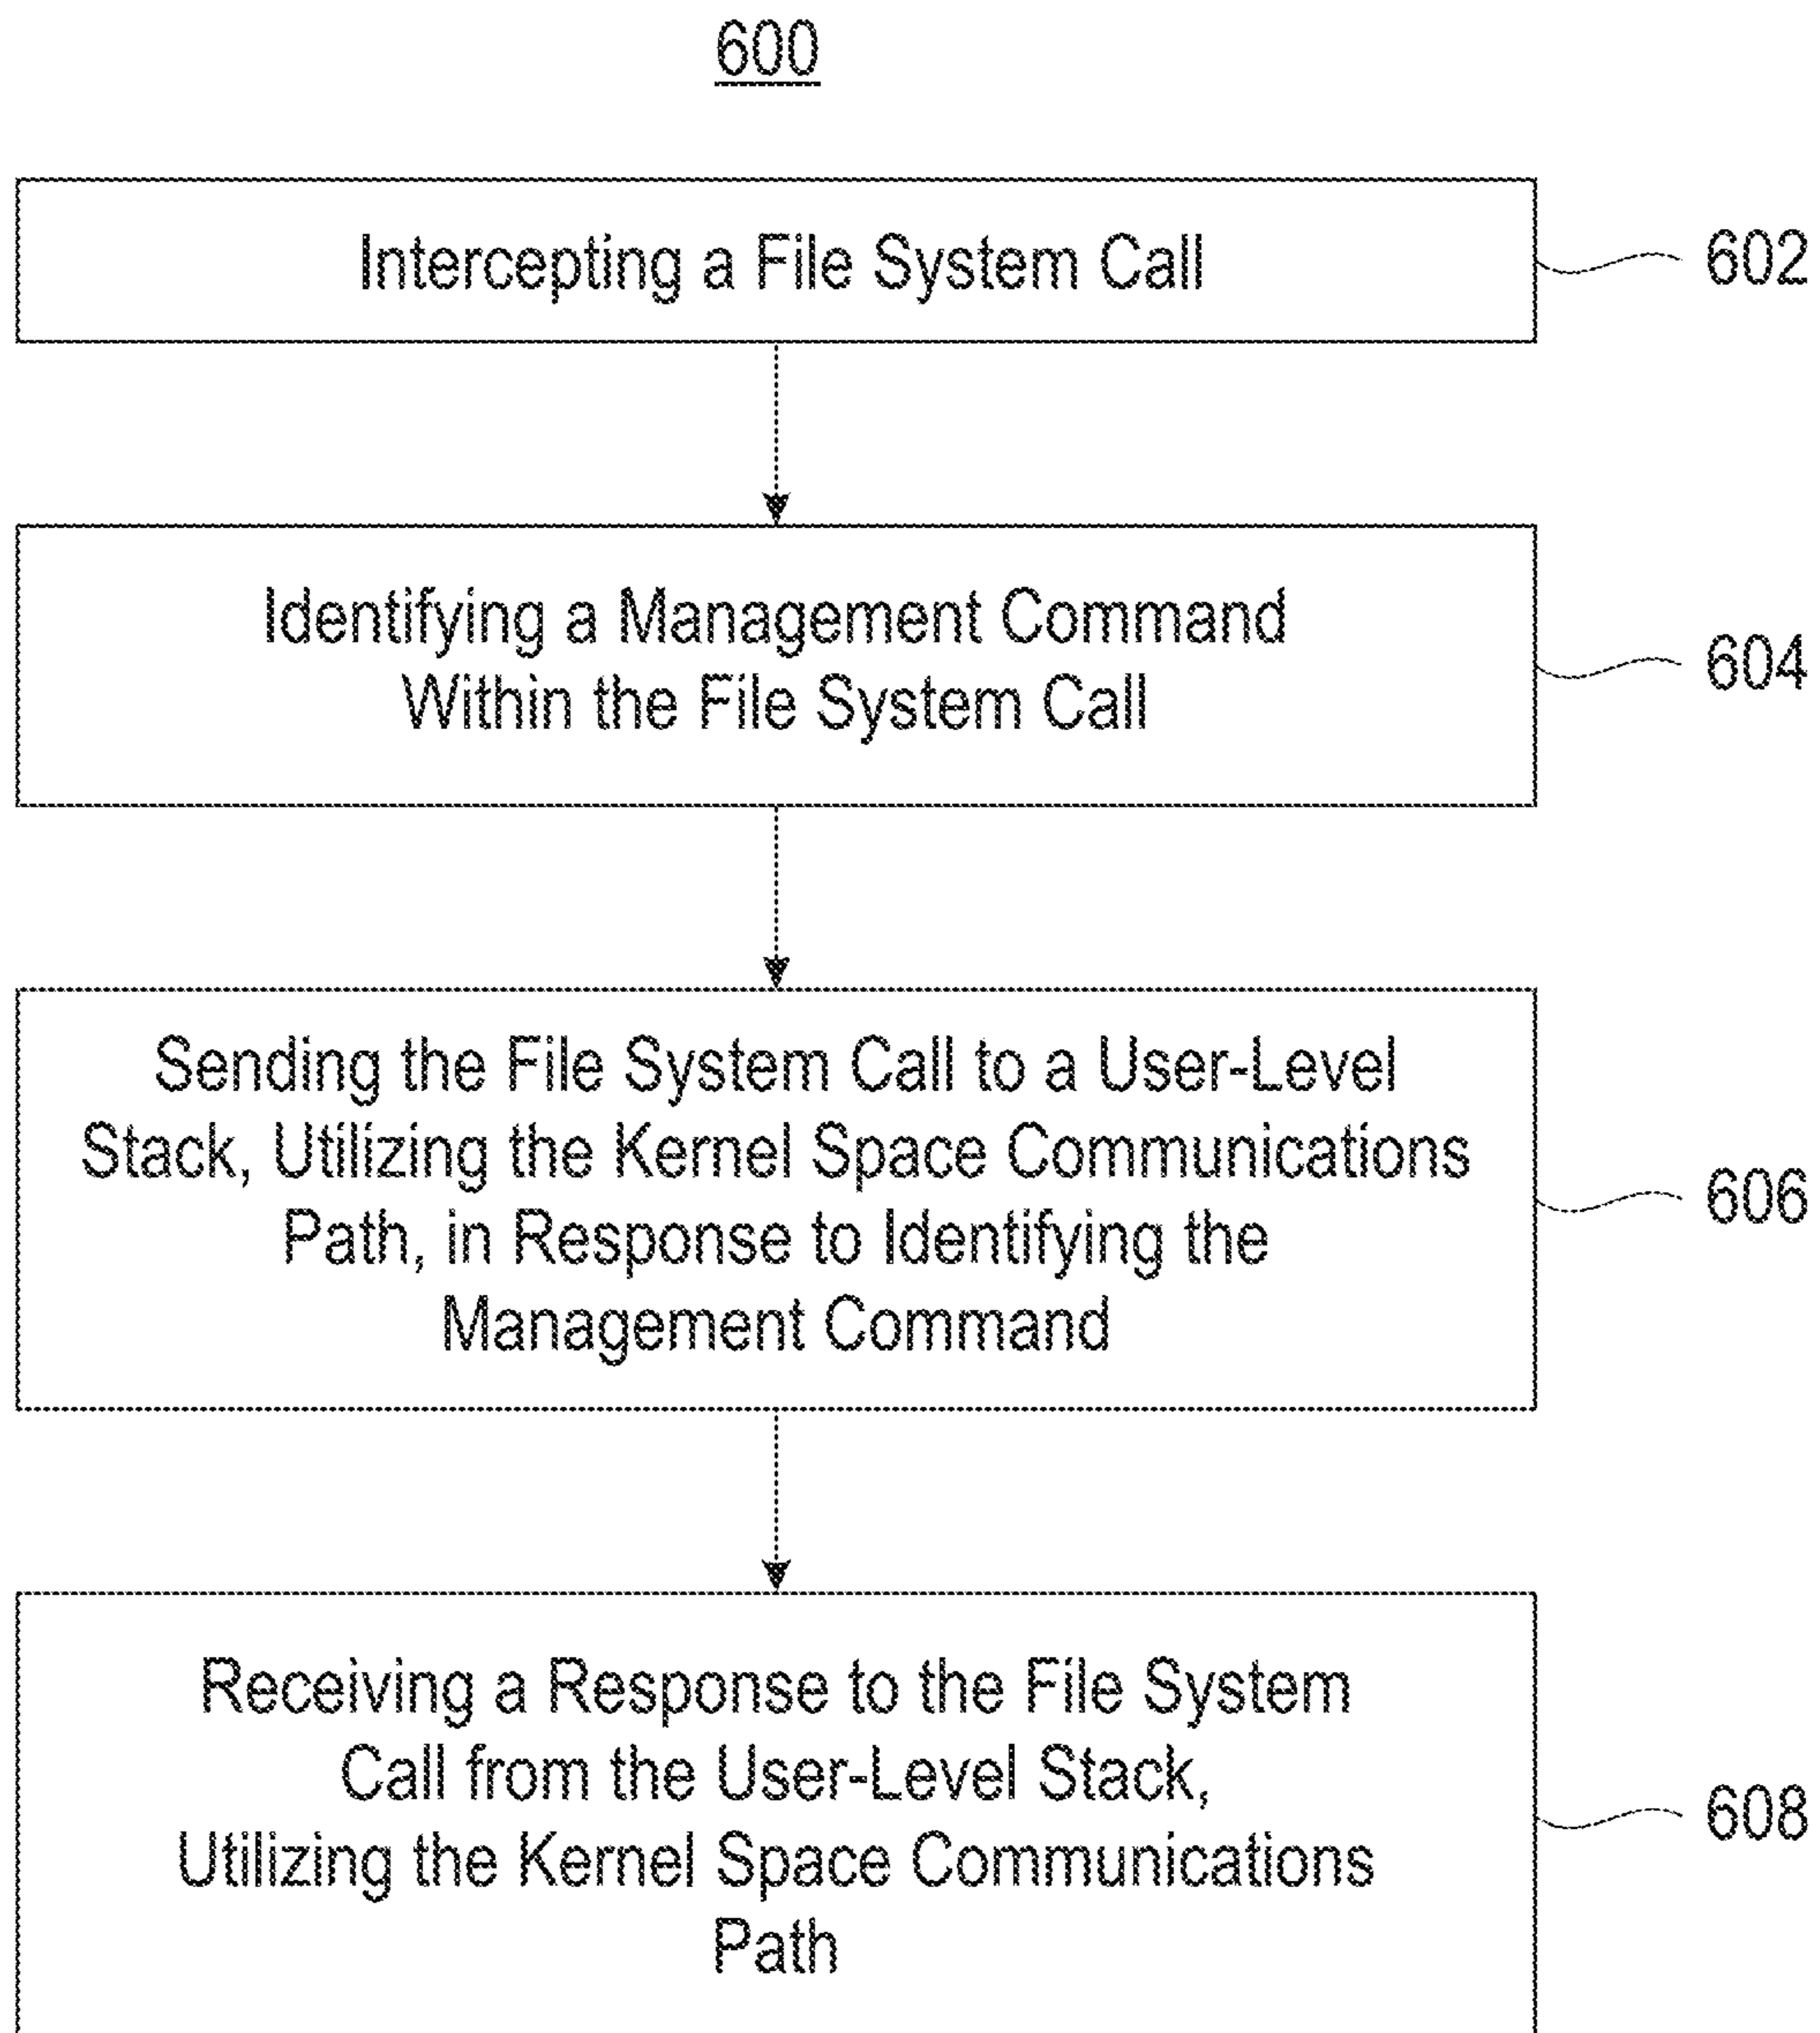 600
Intercepting a File System Call
602
Identifying a Management Command
Within the File System Call
604
Sending the File System Call to a User-Level
Stack, Utilizing the Kernel Space Communications
Path, in Response to Identifying the
Management Command
606
Receiving a Response to the File System
Call from the User-Level Stack,
Utilizing the Kernel Space Communications
Path
608